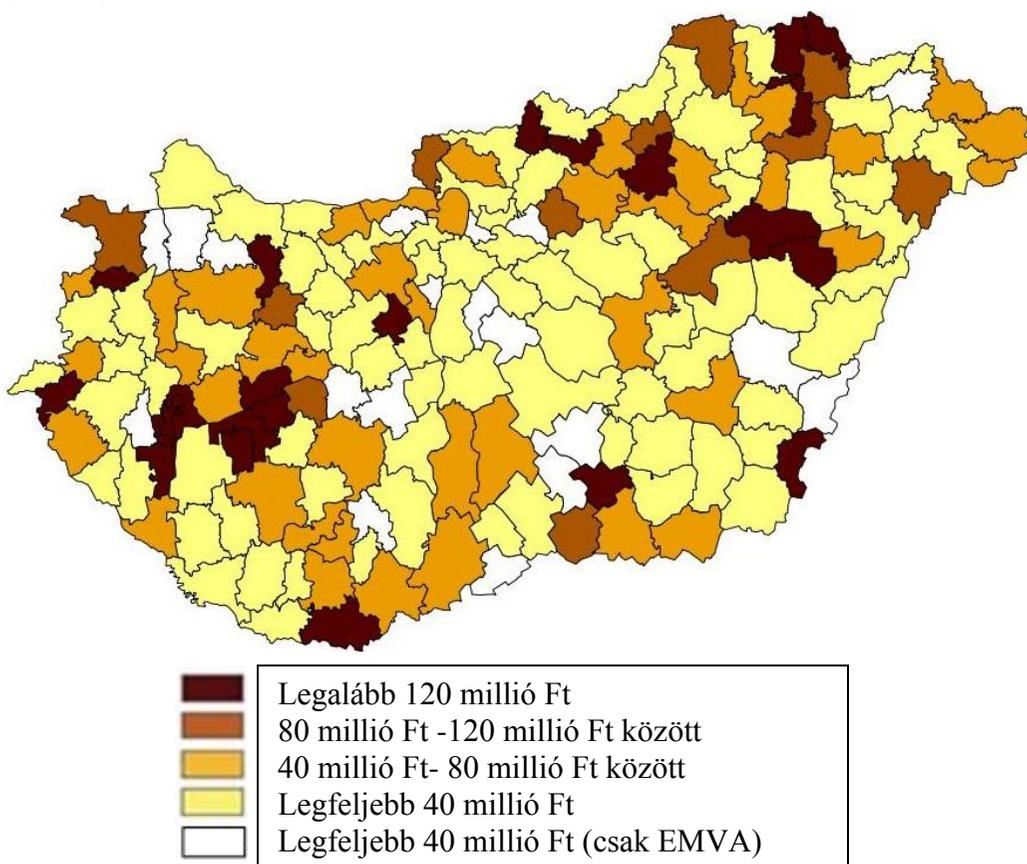 Legalább 120 millió Ft
80 millió Ft -120 millió Ft között
40 millió Ft- 80 millió Ft között
Legfeljebb 40 millió Ft
Legfeljebb 40 millió Ft (csak EMVA)